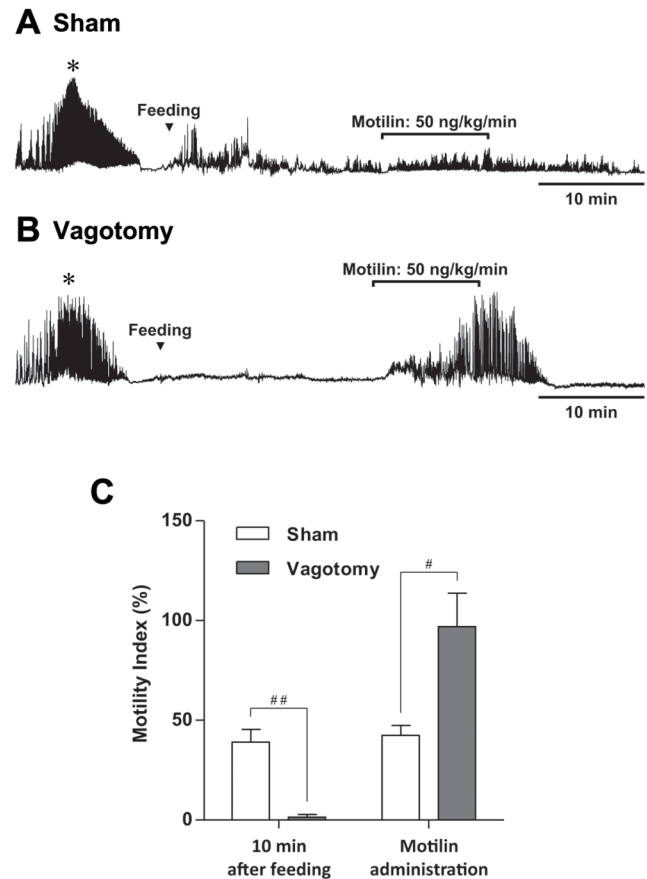 A Sham
*
Feeding
▼
Motilin: 50 ng/kg/min
10 min
B Vagotomy
*
Motilin: 50 ng/kg/min
Feeding
▼
10 min
C
Motility Index (%)
150
100
50
0
Sham
Vagotomy
##
#
10 min
after feeding
Motilin
administration